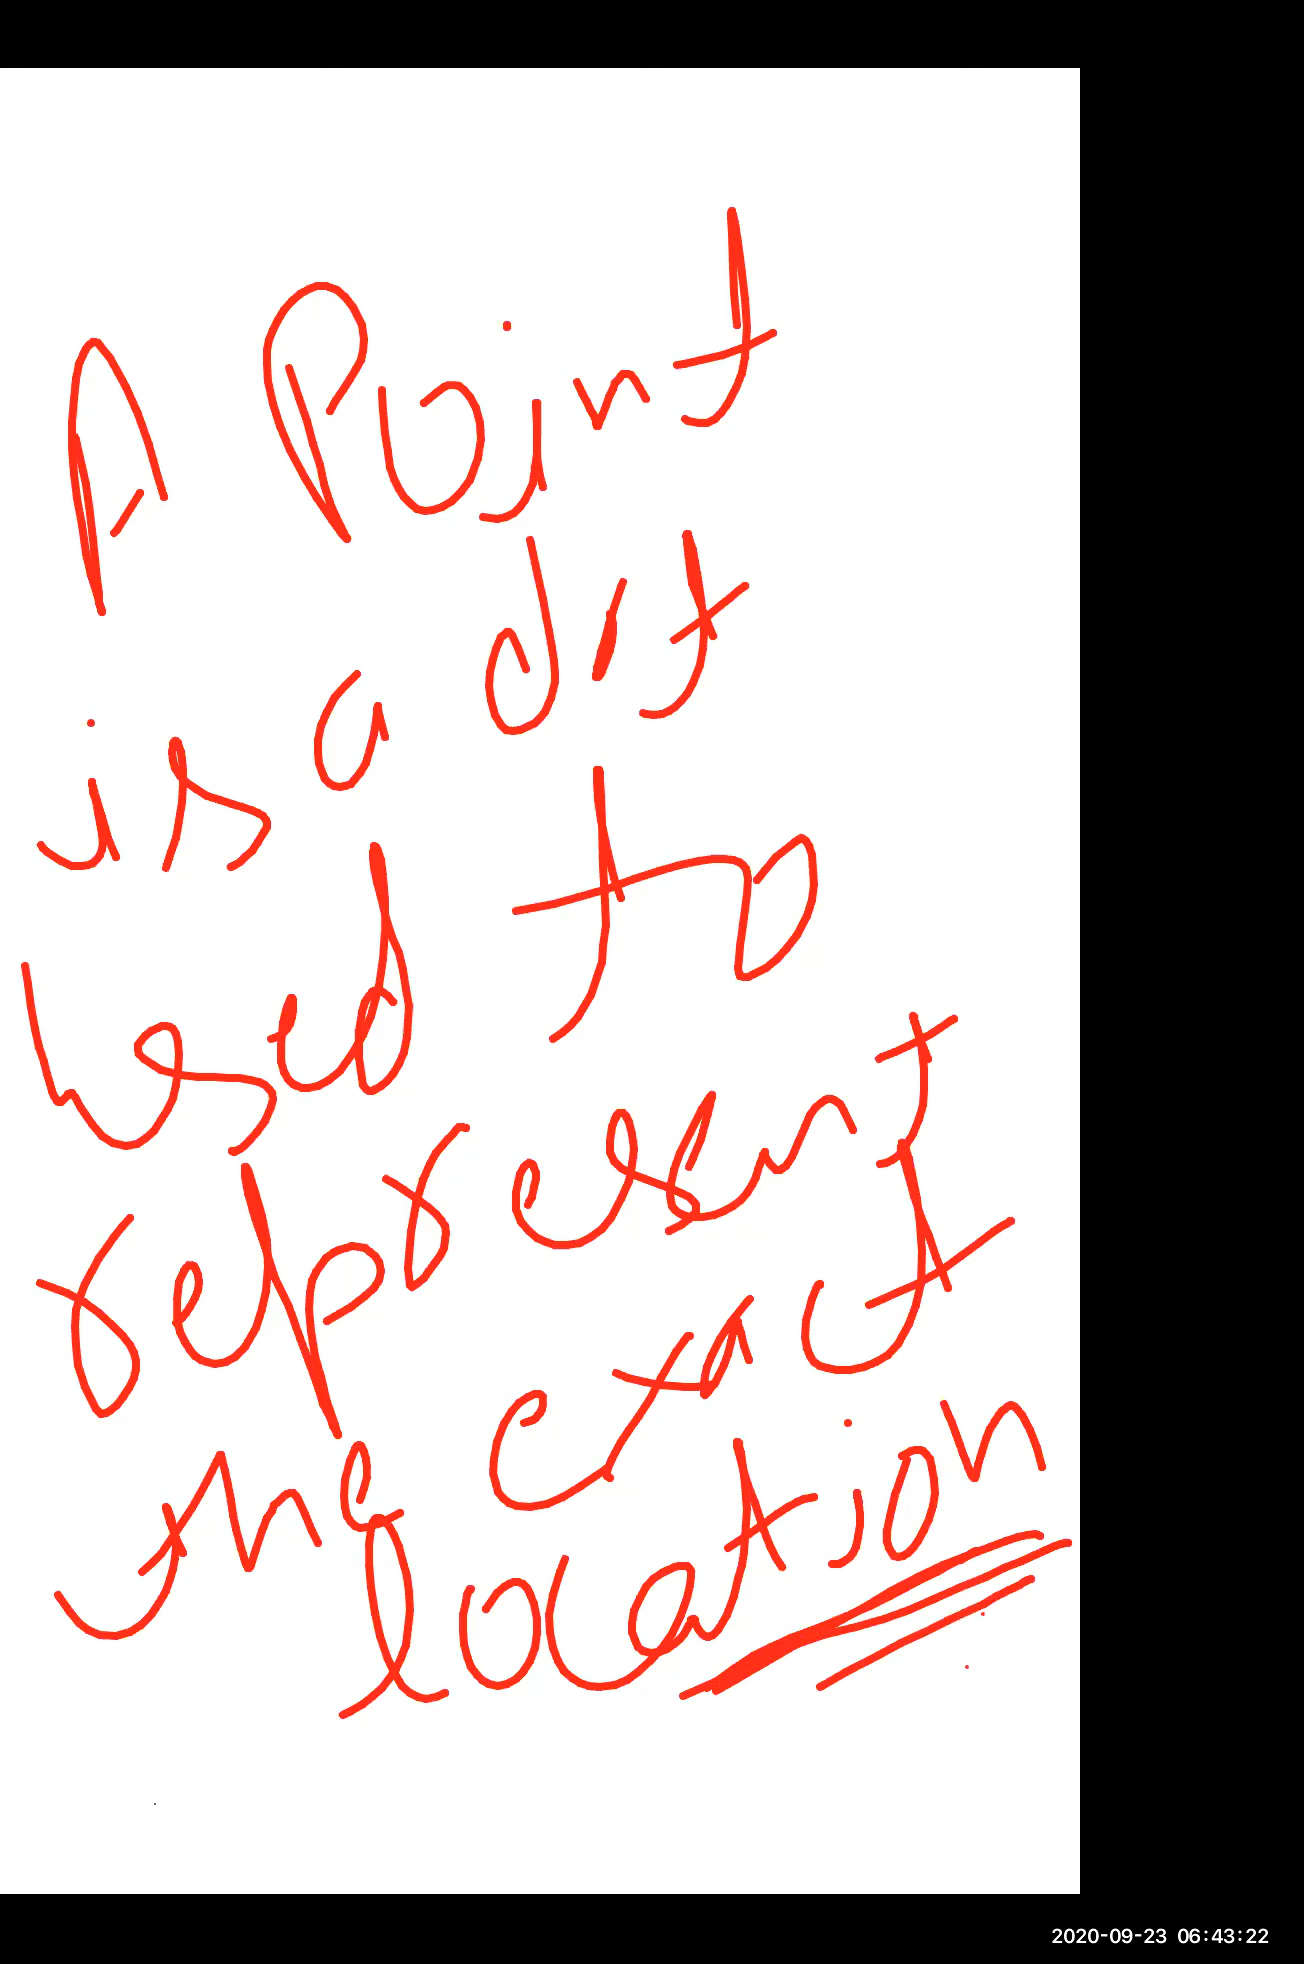 A Point
is a dot
used to
represent
the exact
location
2020-09-23 06:43:22